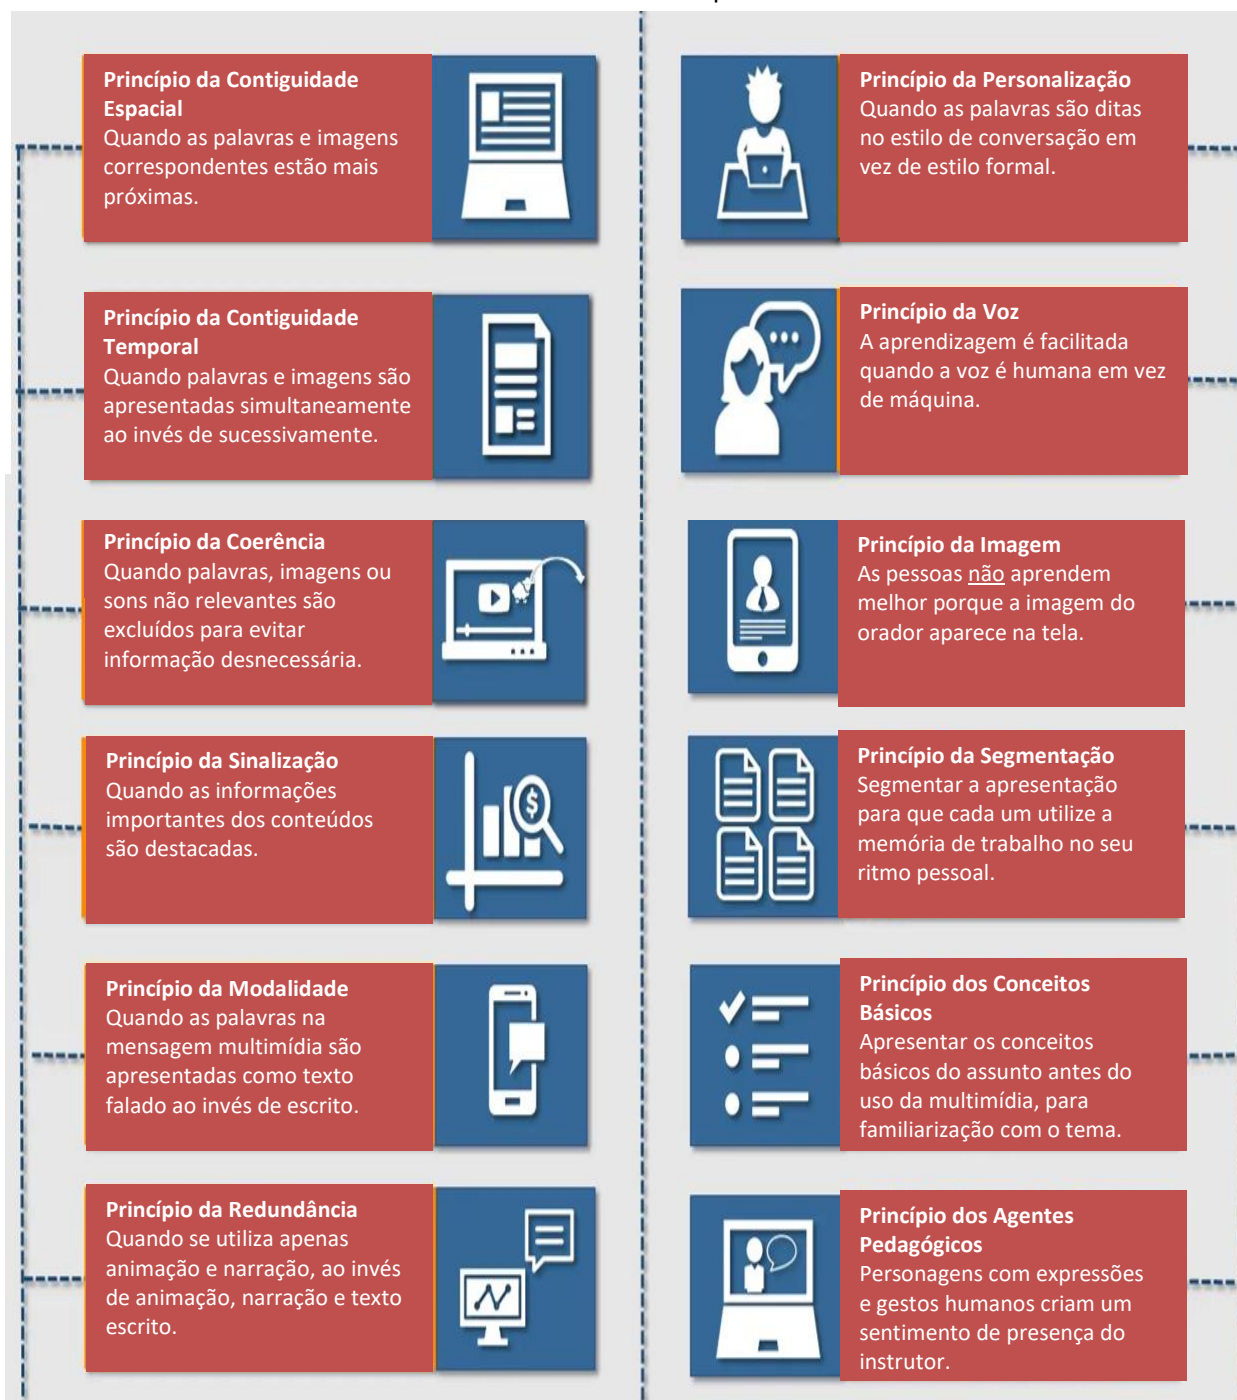 Princípio da Contiguidade
Espacial
Quando as palavras e imagens
correspondentes estão mais
próximas.
Princípio da Contiguidade
Temporal
Quando palavras e imagens são
apresentadas simultaneamente
ao invés de sucessivamente.
Princípio da Coerência
Quando palavras, imagens ou
sons não relevantes são
excluídos para evitar
informação desnecessária.
Princípio da Sinalização
Quando as informações
importantes dos conteúdos
são destacadas.
Princípio da Modalidade
Quando as palavras na
mensagem multimídia são
apresentadas como texto
falado ao invés de escrito.
Princípio da Redundância
Quando se utiliza apenas
animação e narração, ao invés
de animação, narração e texto
escrito.
Princípio da Personalização
Quando as palavras são ditas
no estilo de conversação em
vez de estilo formal.
Princípio da Voz
A aprendizagem é facilitada
quando a voz é humana em vez
de máquina.
Princípio da Imagem
As pessoas não aprendem
melhor porque a imagem do
orador aparece na tela.
Princípio da Segmentação
Segmentar a apresentação
para que cada um utilize a
memória de trabalho no seu
ritmo pessoal.
Princípio dos Conceitos
Básicos
Apresentar os conceitos
básicos do assunto antes do
uso da multimídia, para
familiarização com o tema.
Princípio dos Agentes
Pedagógicos
Personagens com expressões
e gestos humanos criam um
sentimento de presença do
instrutor.